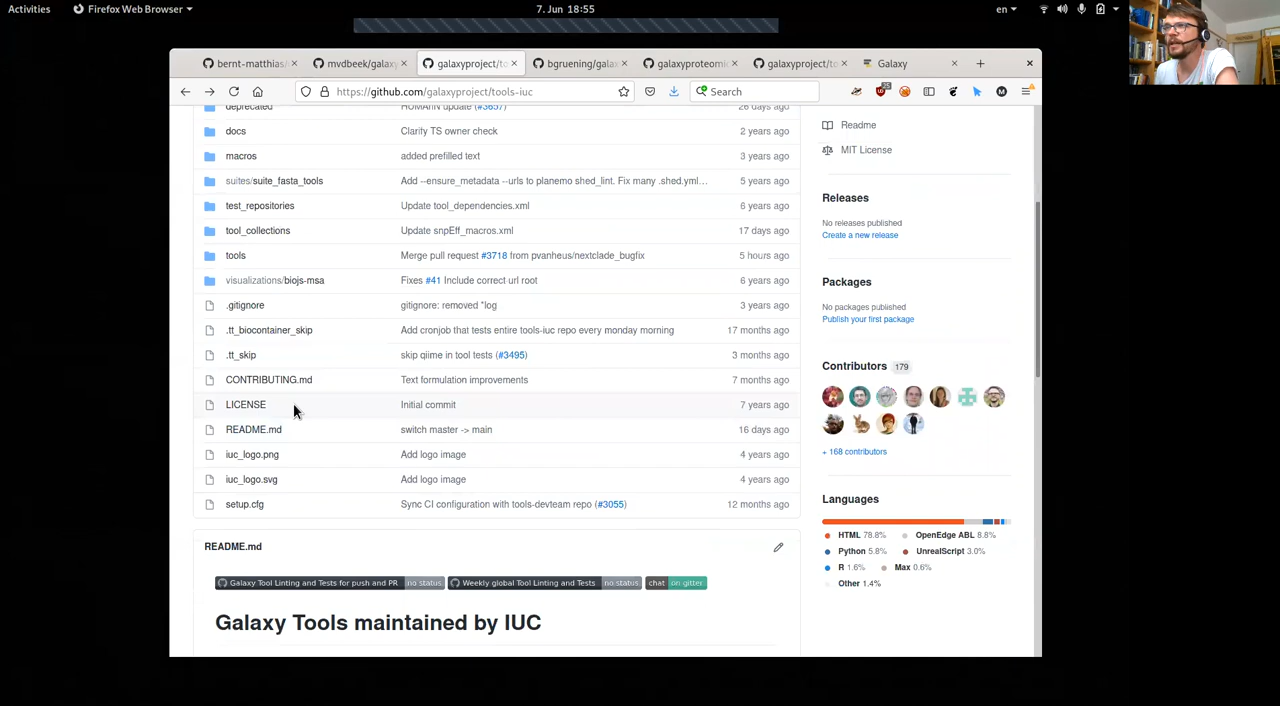 Activities Firefox Web Browser 7. Jun 18:55 en
bernt-matthias/ mvdbeek/galaxy galaxyproject/to bgruening/gala galaxyproteomi galaxyproject/to Galaxy
https://github.com/galaxyproject/tools-iuc Search
deprecated HUMAnN update (#3657) 26 days ago
docs Clarity TS owner check 2 years ago
macros added prefilled text 3 years ago
suites/suite_fasta_tools Add --ensure_metadata --urls to planemo shed_lint. Fix many .shed.yml… 5 years ago
test_repositories Update tool_dependencies.xml 6 years ago
tool_collections Update snpEff_macros.xml 17 days ago
tools Merge pull request #3718 from pvanheus/nextclade_bugfix 5 hours ago
visualizations/biojs-msa Fixes #41 Include correct url root 6 years ago
.gitignore gitignore: removed *log 3 years ago
.tt_biocontainer_skip Add cronjob that tests entire tools-iuc repo every monday morning 17 months ago
.tt_skip skip qiime in tool tests (#3495) 3 months ago
CONTRIBUTING.md Text formulation improvements 7 months ago
LICENSE Initial commit 7 years ago
README.md switch master -> main 16 days ago
iuc_logo.png Add logo image 4 years ago
iuc_logo.svg Add logo image 4 years ago
setup.cfg Sync CI configuration with tools-devteam repo (#3055) 12 months ago
README.md
Galaxy Tool Linting and Tests for push and PR no status Weekly global Tool Linting and Tests no status chat on gitter
Galaxy Tools maintained by IUC
Readme
MIT License
Releases
No releases published
Create a new release
Packages
No packages published
Publish your first package
Contributors 179
+ 168 contributors
Languages
HTML 78.8% OpenEdge ABL 8.8%
Python 5.8% UnrealScript 3.0%
R 1.6% Max 0.6%
Other 1.4%